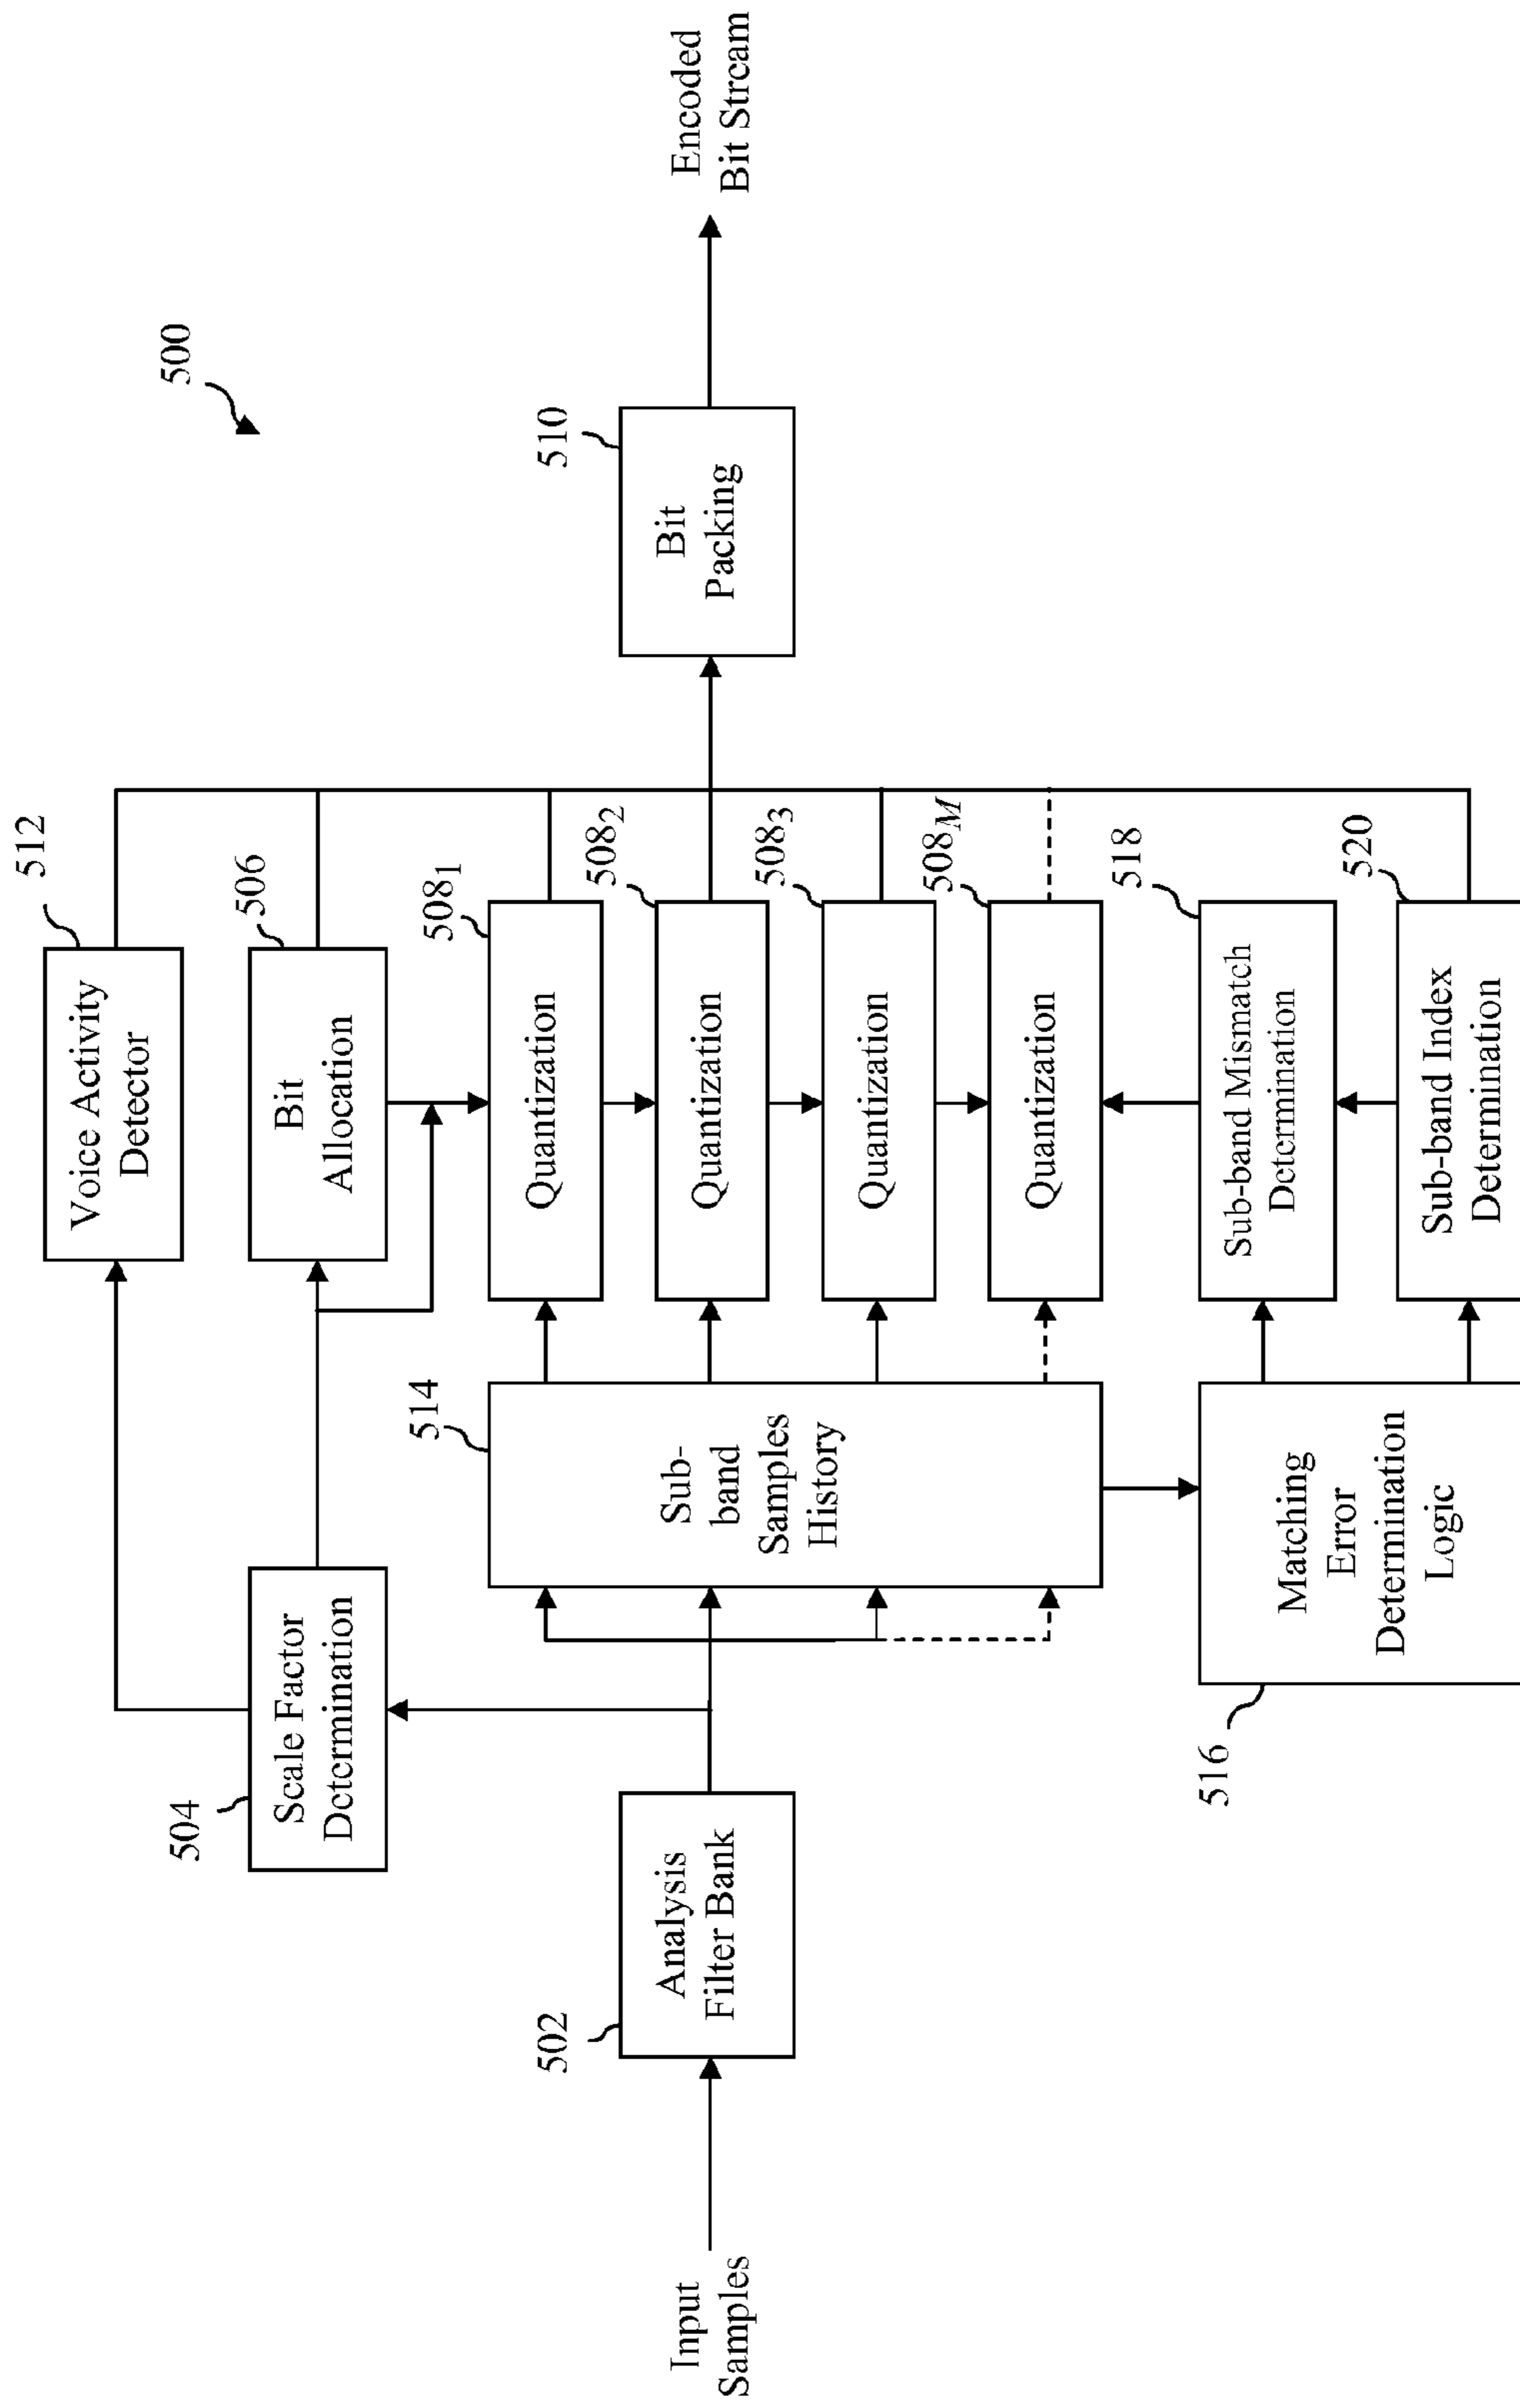 500
512
Voice Activity
Detector
504
Scale Factor
Determination
506
Bit
Allocation
514
Sub-
band
Samples
History
508₁
Quantization
508₂
Quantization
508₃
Quantization
508M
Quantization
Input
Samples
502
Analysis
Filter Bank
510
Bit
Packing
Encoded
Bit Stream
516
Matching
Error
Determination
Logic
518
Sub-band Mismatch
Determination
520
Sub-band Index
Determination